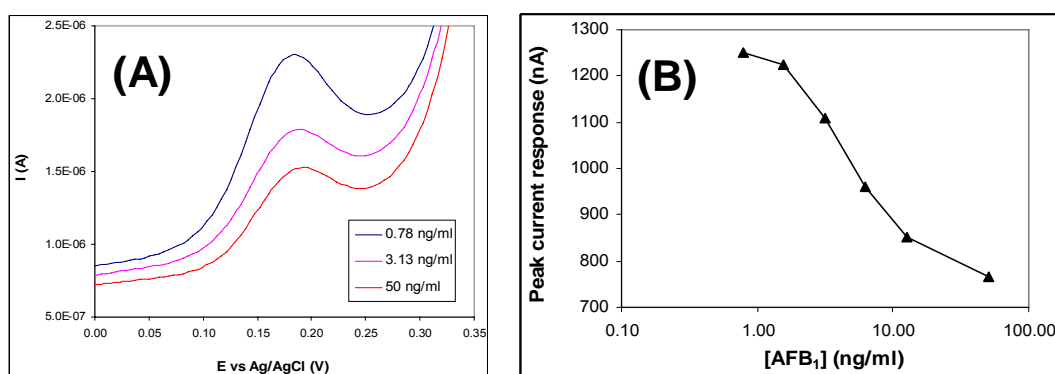 (A)
2.5E-06
2.0E-06
1.5E-06
1.0E-06
5.0E-07
I (A)
0.00 0.05 0.10 0.15 0.20 0.25 0.30 0.35
E vs Ag/AgCl (V)
0.78 ng/ml
3.13 ng/ml
50 ng/ml
(B)
1300
1200
1100
1000
900
800
700
Peak current response (nA)
0.10 1.00 10.00 100.00
[AFB₁] (ng/ml)